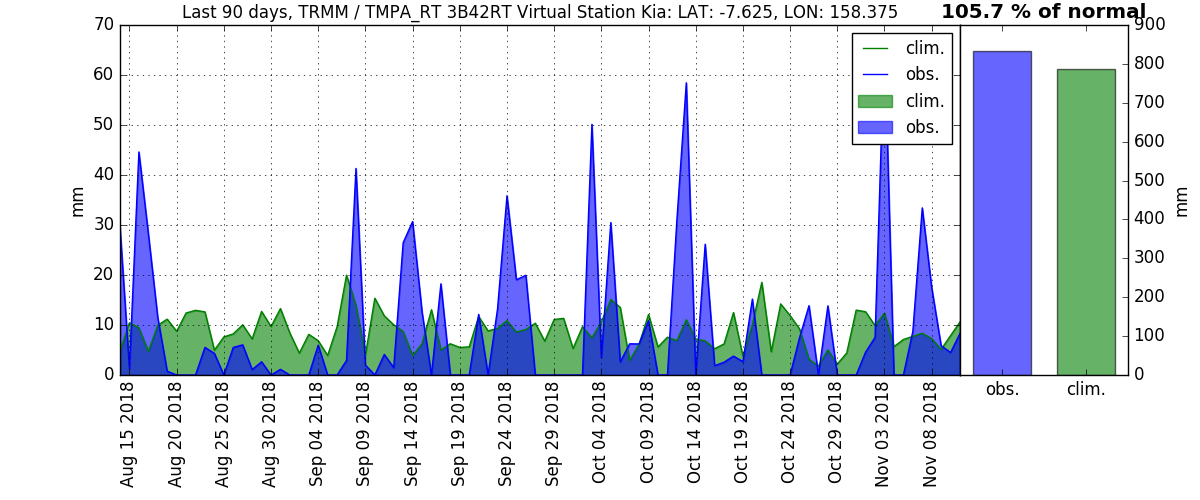 Last 90 days, TRMM / TMPA_RT 3B42RT Virtual Station Kia: LAT: -7.625, LON: 158.375
105.7 % of normal
70
60
50
40
30
20
10
0
mm
clim.
obs.
clim.
obs.
900
800
700
600
500
400
300
200
100
0
mm
Aug 15 2018
Aug 20 2018
Aug 25 2018
Aug 30 2018
Sep 04 2018
Sep 09 2018
Sep 14 2018
Sep 19 2018
Sep 24 2018
Sep 29 2018
Oct 04 2018
Oct 09 2018
Oct 14 2018
Oct 19 2018
Oct 24 2018
Oct 29 2018
Nov 03 2018
Nov 08 2018
obs.
clim.